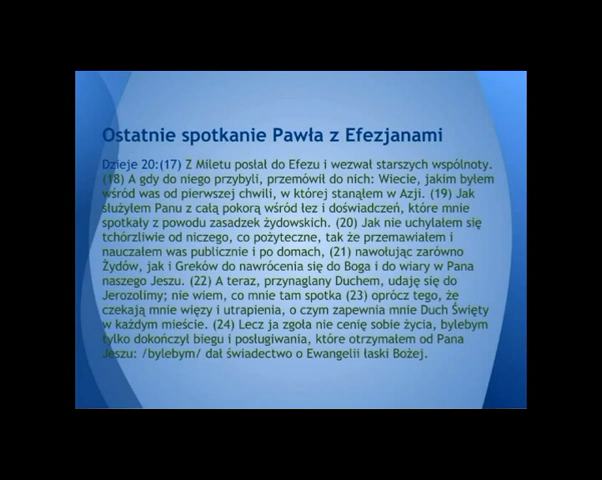 Ostatnie spotkanie Pawła z Efezjanami
Dzieje 20:(17) Z Miletu posłał do Efezu i wezwał starszych wspólnoty.
(18) A gdy do niego przybyli, przemówił do nich: Wiecie, jakim byłem
wśród was od pierwszej chwili, w której stanąłem w Azji. (19) Jak
służyłem Panu z całą pokorą wśród łez i doświadczeń, które mnie
spotkały z powodu zasadzek żydowskich. (20) Jak nie uchylałem się
tchórzliwie od niczego, co pożyteczne, tak że przemawiałem i
nauczałem was publicznie i po domach, (21) nawołując zarówno
Żydów, jak i Greków do nawrócenia się do Boga i do wiary w Pana
naszego Jeszu. (22) A teraz, przynaglany Duchem, udaję się do
Jerozolimy; nie wiem, co mnie tam spotka (23) oprócz tego, że
czekają mnie więzy i utrapienia, o czym zapewnia mnie Duch Święty
w każdym mieście. (24) Lecz ja zgoła nie cenię sobie życia, bylebym
tylko dokończył biegu i posługiwania, które otrzymałem od Pana
Jeszu: /bylebym/ dał świadectwo o Ewangelii łaski Bożej.